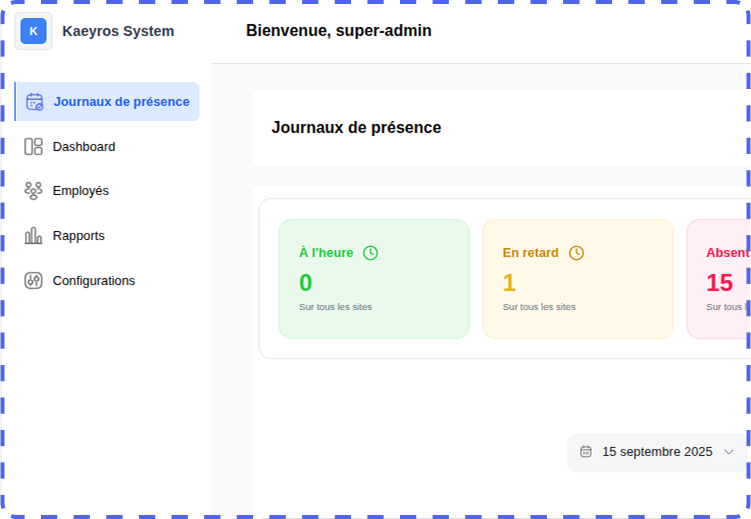 K
Kaeyros System
Bienvenue, super-admin
Journaux de présence
Dashboard
Employés
Rapports
Configurations
Journaux de présence
À l'heure
0
Sur tous les sites
En retard
1
Sur tous les sites
Absent
15
Sur tous
15 septembre 2025